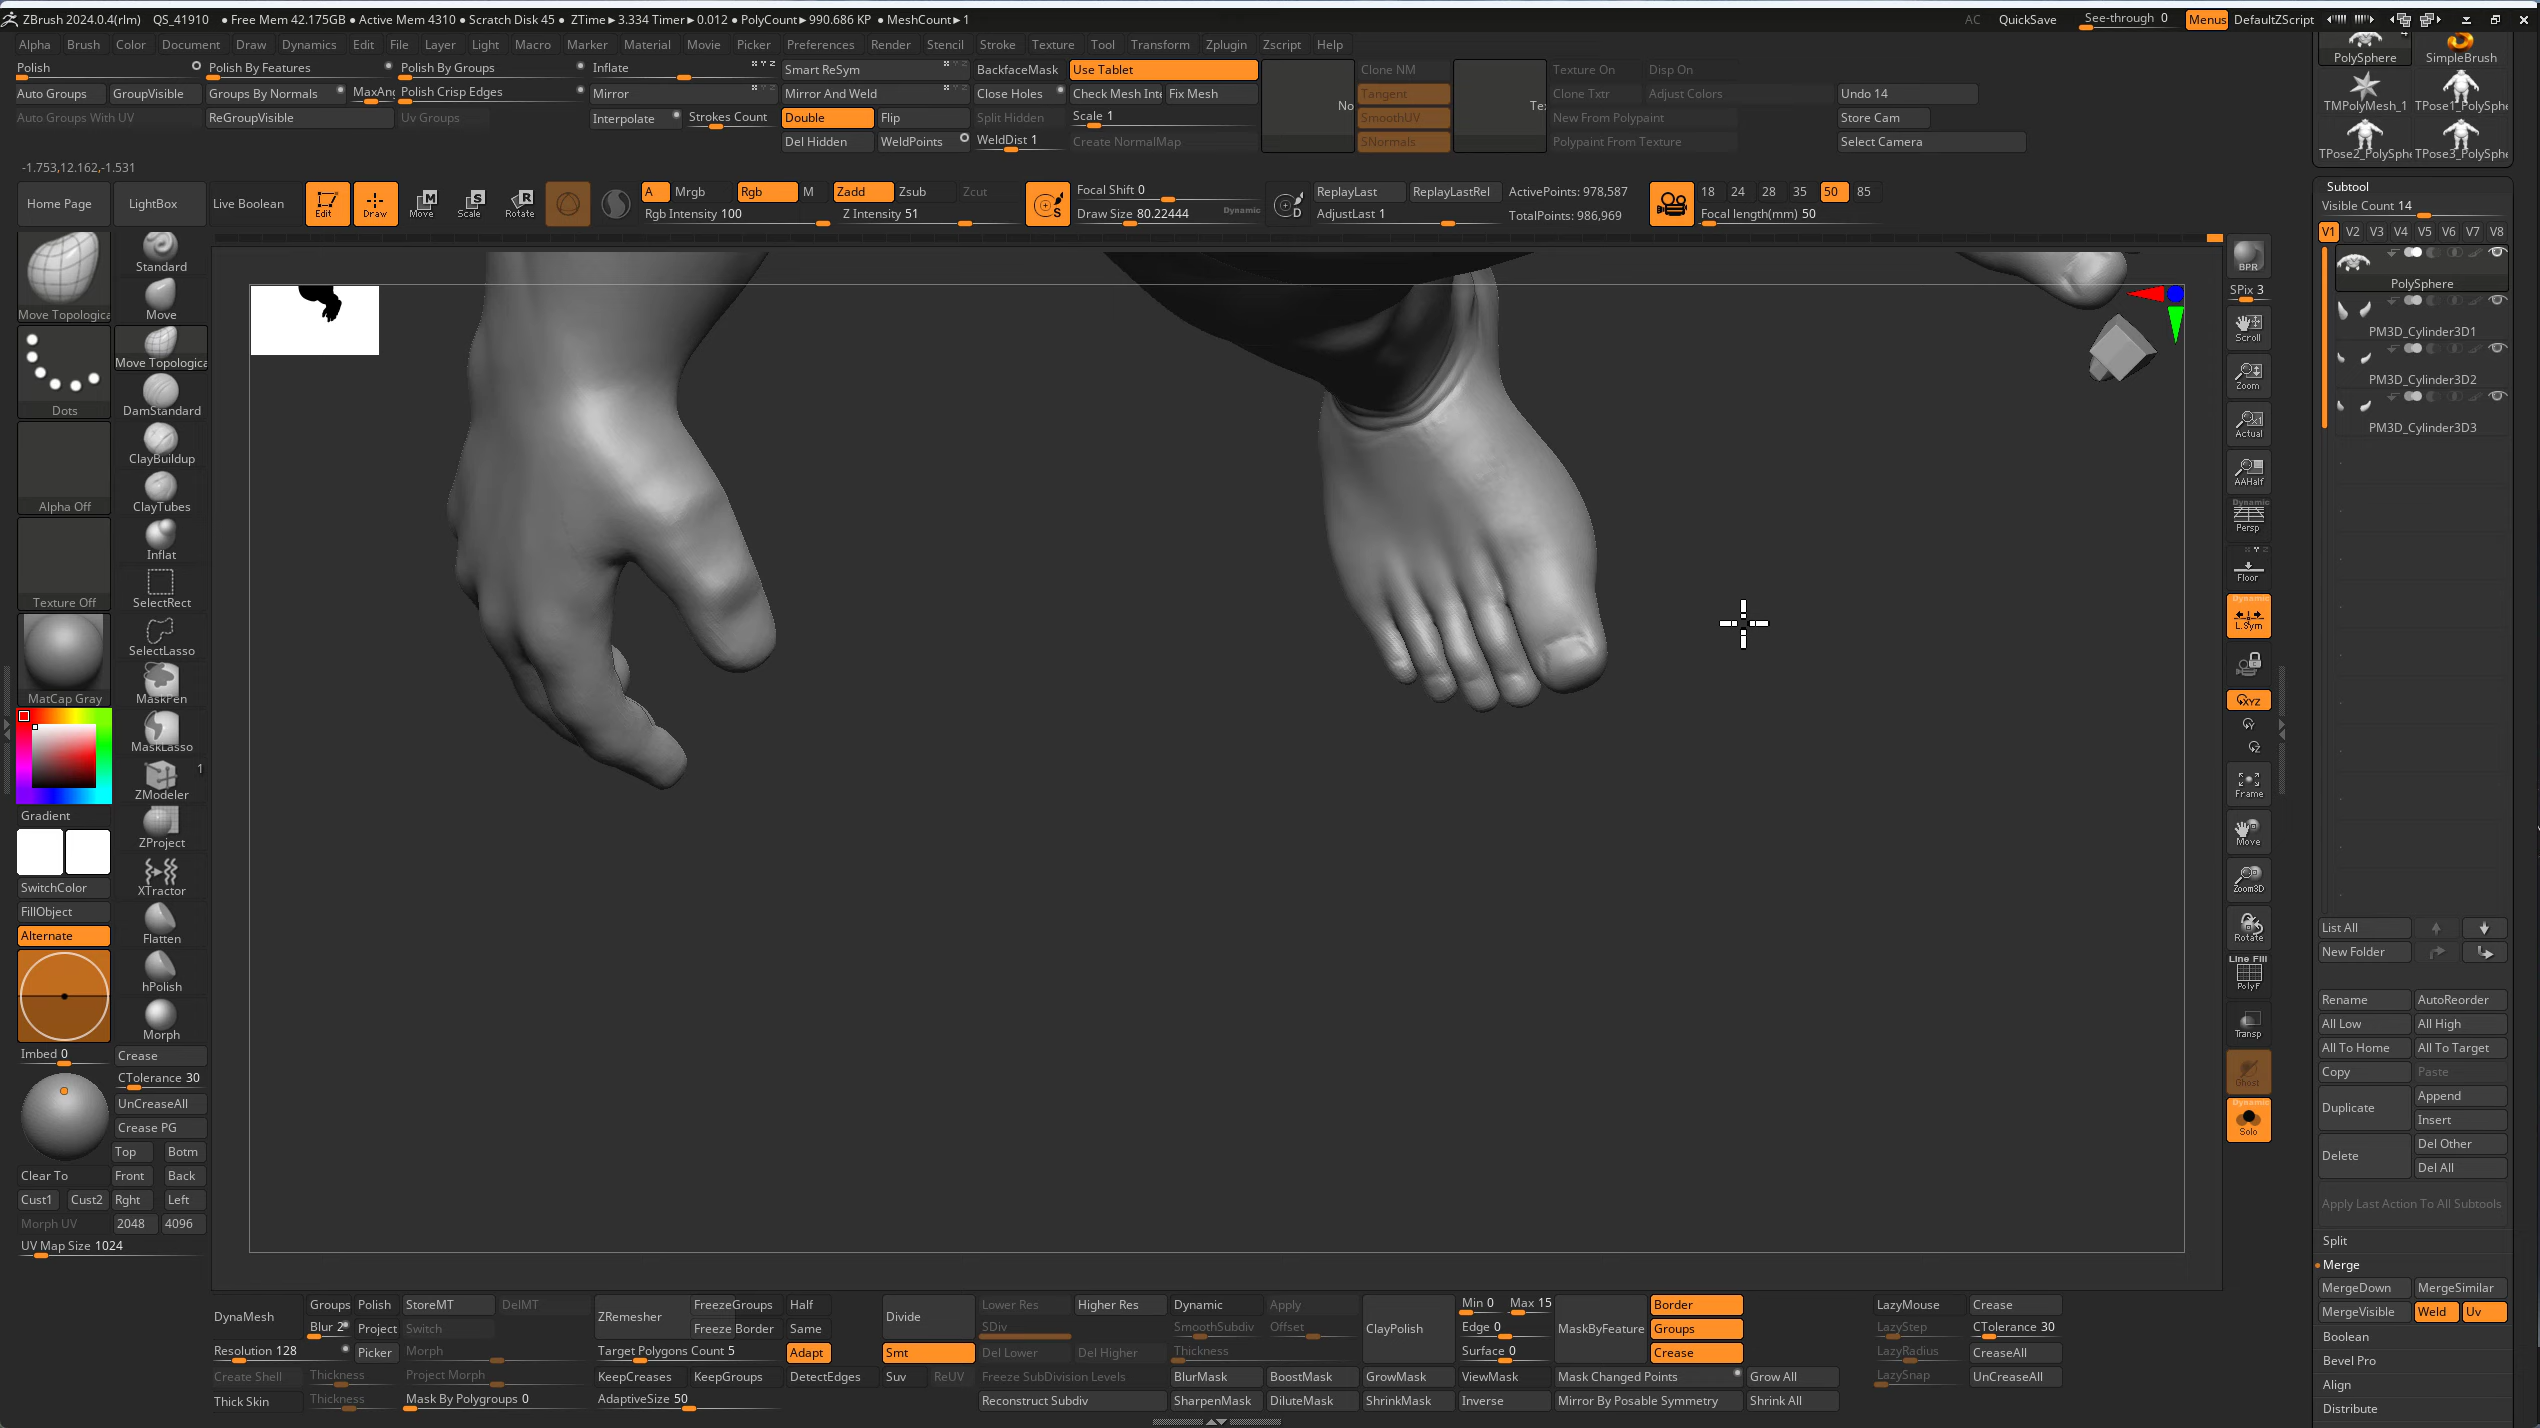 ZBrush 2024.0.4(rlm) QS_41910 ● Free Mem 42.175GB ● Active Mem 4310 ● Scratch Disk 45 ● ZTime►3.334 Timer►0.012 ● PolyCount►990.686 KP ● MeshCount►1 AC QuickSave See-through 0 Menus DefaultZScript
Alpha Brush Color Document Draw Dynamics Edit File Layer Light Macro Marker Material Movie Picker Preferences Render Stencil Stroke Texture Tool Transform Zplugin Zscript Help
Polish Polish By Features Polish By Groups Inflate Smart ReSym BackfaceMask Use Tablet Clone NM Texture On Disp On
Auto Groups GroupVisible Groups By Normals MaxAn Polish Crisp Edges Mirror Mirror And Weld Close Holes Check Mesh Inte Fix Mesh Tangent Clone Txtr Adjust Colors Undo 14
No Te
Auto Groups With UV ReGroupVisible Uv Groups Interpolate Strokes Count Double Flip Split Hidden Scale 1 SmoothUV New From Polypaint Store Cam
Del Hidden WeldPoints WeldDist 1 Create NormalMap SNormals Polypaint From Texture Select Camera
-1.753,12.162,-1.531
Home Page LightBox Live Boolean Edit Draw Move Scale Rotate A Mrgb Rgb M Zadd Zsub Zcut Focal Shift 0 ReplayLast ReplayLastRel ActivePoints: 978,587 18 24 28 35 50 85
Rgb Intensity 100 Z Intensity 51 Draw Size 80.22444 Dynamic AdjustLast 1 TotalPoints: 986,969 Focal length(mm) 50
Move Topologica
Dots
Alpha Off
Texture Off
MatCap Gray
Gradient
SwitchColor
FillObject
Alternate
Imbed 0
Standard
Move
Move Topologica
DamStandard
ClayBuildup
ClayTubes
Inflat
SelectRect
SelectLasso
MaskPen
MaskLasso
1
ZModeler
ZProject
XTractor
Flatten
hPolish
Morph
Crease
CTolerance 30
UnCreaseAll
Crease PG
Top Botm
Clear To Front Back
Cust1 Cust2 Rght Left
Morph UV 2048 4096
UV Map Size 1024
BPR
SPix 3
Scroll
Zoom
Actual
AAHalf
Dynamic
Persp
Floor
Dynamic
L.Sym
XYZ
Y
Z
Frame
Move
Zoom3D
Rotate
Line Fill
PolyF
Transp
Ghost
Dynamic
Solo
4
PolySphere SimpleBrush
TMPolyMesh_1 TPose1_PolySphe
TPose2_PolySphe TPose3_PolySphe
Subtool
Visible Count 14
V1 V2 V3 V4 V5 V6 V7 V8
PolySphere
PM3D_Cylinder3D1
PM3D_Cylinder3D2
PM3D_Cylinder3D3
List All
New Folder
Rename AutoReorder
All Low All High
All To Home All To Target
Copy Paste
Duplicate Append
Insert
Delete Del Other
Del All
Apply Last Action To All Subtools
Split
Merge
MergeDown MergeSimilar
MergeVisible Weld Uv
Boolean
Bevel Pro
Align
Distribute
DynaMesh Groups Polish StoreMT DelMT ZRemesher FreezeGroups Half Divide Lower Res Higher Res Dynamic Apply ClayPolish Min 0 Max 15 MaskByFeature Border LazyMouse Crease
Blur 2 Project Switch Freeze Border Same SDiv SmoothSubdiv Offset Edge 0 Groups LazyStep CTolerance 30
Resolution 128 Picker Morph Target Polygons Count 5 Adapt Smt Del Lower Del Higher Thickness Surface 0 Crease LazyRadius CreaseAll
Create Shell Thickness Project Morph KeepCreases KeepGroups DetectEdges Suv ReUV Freeze SubDivision Levels BlurMask BoostMask GrowMask ViewMask Mask Changed Points Grow All LazySnap UnCreaseAll
Thick Skin Thickness Mask By Polygroups 0 AdaptiveSize 50 Reconstruct Subdiv SharpenMask DiluteMask ShrinkMask Inverse Mirror By Posable Symmetry Shrink All